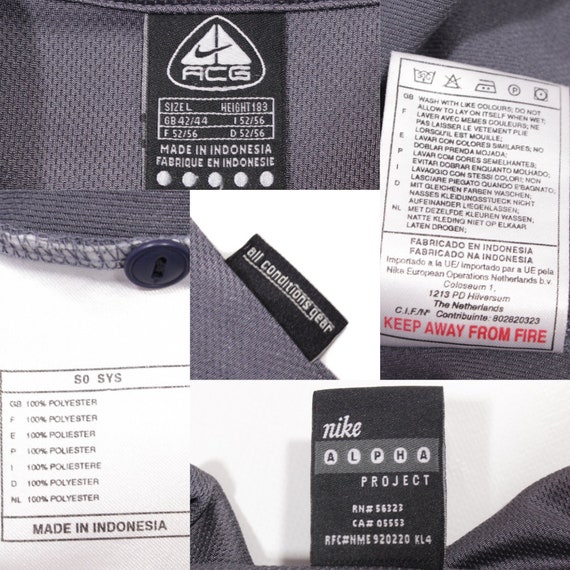 ACG
SIZE L HEIGHT 183
GB 42/44 I 52/56
F 52/56 D 52/56
MADE IN INDONESIA
FABRIQUE EN INDONESIE
GB WASH WITH LIKE COLOURS; DO NOT
ALLOW TO LAY ON ITSELF WHEN WET;
F LAVER AVEC MEMES COULEURS; NE
PAS LAISSER LE VETEMENT PLIE
LORSQU'IL EST MOUILLE;
E LAVAR CON COLORES SIMILARES; NO
DOBLAR PRENDA MOJADA;
P LAVAR COM CORES SEMELHANTES;
EVITAR DOBRAR ENQUANTO MOLHADO;
I LAVAGGIO CON STESSI COLORI; NON
LASCIARE PIEGATO QUANDO E'BAGNATO;
D MIT GLEICHEN FARBEN WASCHEN,
NASSES KLEIDUNGSSTUECK NICHT
AUFEINANDER LIEGENLASSEN;
NL MET DEZELFDE KLEUREN WASSEN,
NATTE KLEDING NIET OP ELKAAR
LATEN DROGEN;
FABRICADO EN INDONESIA
FABRICADO NA INDONESIA
Importado a la UE/ Importado par a UE pela
Nike European Operations Netherlands b.v.
Coloseum 1,
1213 PD Hilversum
The Netherlands
C.I.F/Nº Contribuinte: 802820323
KEEP AWAY FROM FIRE
all conditions gear
S0 SYS
GB 100% POLYESTER
F 100% POLYESTER
E 100% POLYESTER
P 100% POLIESTER
I 100% POLIESTERE
D 100% POLYESTER
NL 100% POLYESTER
MADE IN INDONESIA
nike
ALPHA
PROJECT
RN# 56323
CA# 05553
RFC#NME 920220 KL4